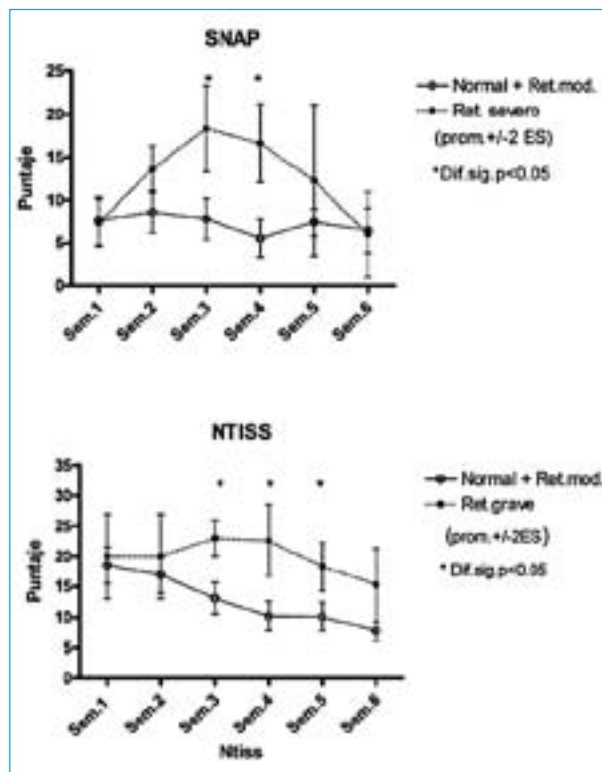 SNAP
25
20
15
10
5
0
Puntaje
Sem.1
Sem.2
Sem.3
Sem.4
Sem.5
Sem.6
* *
Normal + Ret.mod.
Ret. severo
(prom.+/-2 ES)
*Dif.sig.p<0.05
NTISS
35
30
25
20
15
10
5
0
Puntaje
Sem.1
Sem.2
Sem.3
Sem.4
Sem.5
Sem.6
Ntiss
* * *
Normal + Ret.mod.
Ret.grave
(prom.+/-2ES)
* Dif.sig.p<0.05